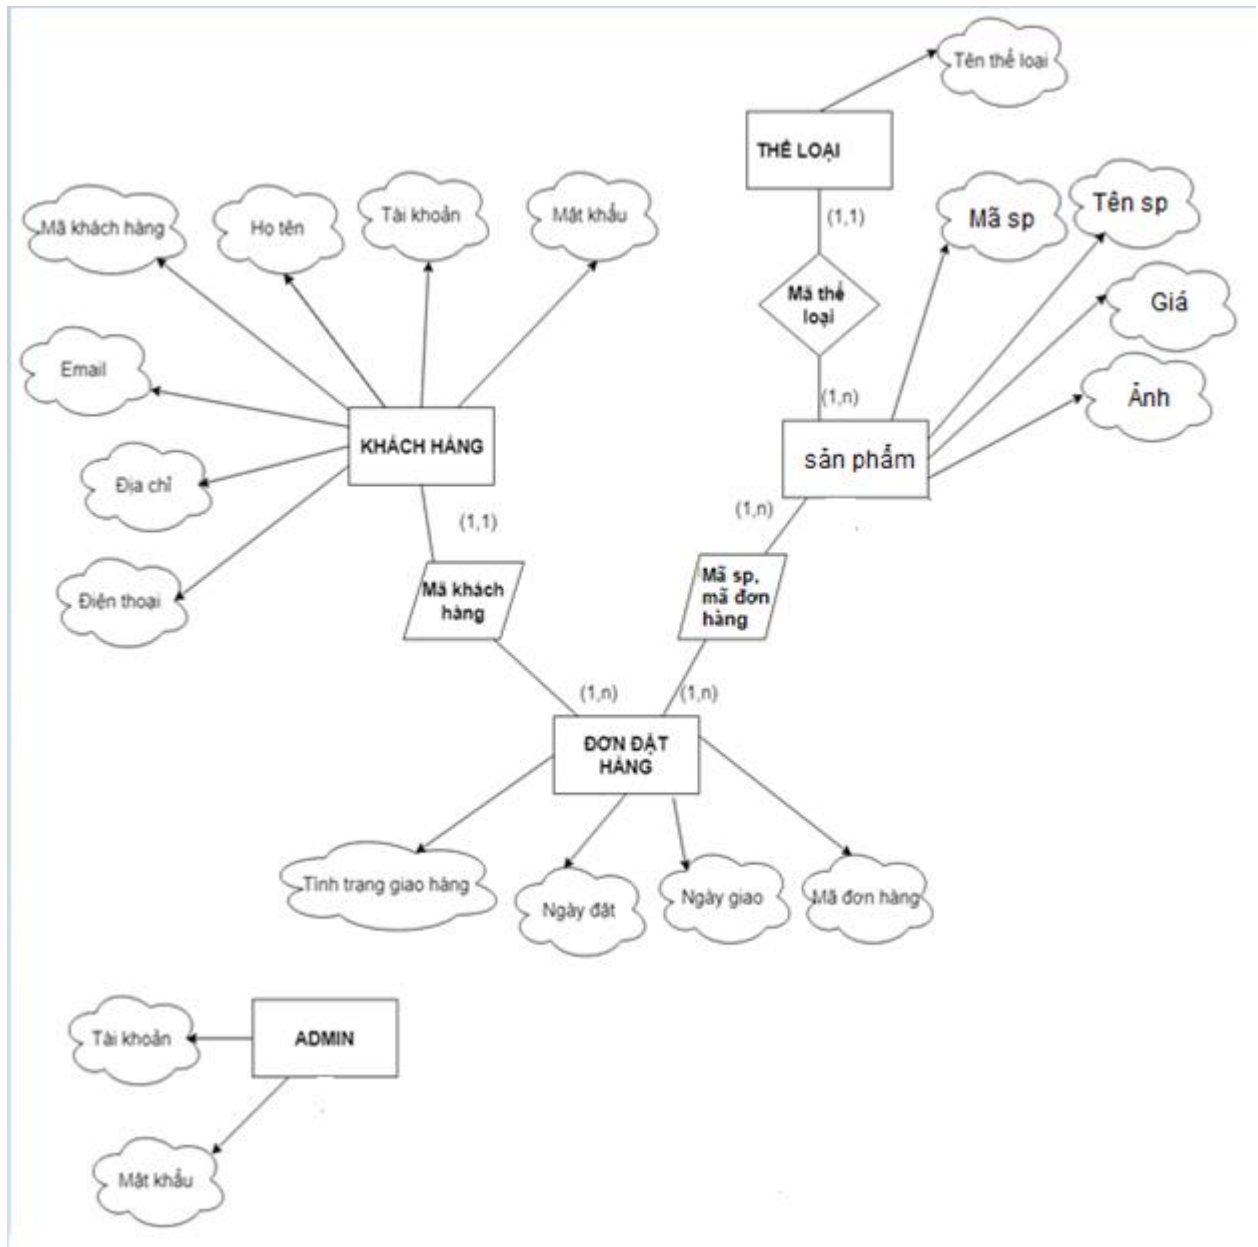 Tên thể loại
THỂ LOẠI
(1,1)
Mã thể
loại
(1,n)
Mã sp
Tên sp
Giá
Ảnh
sản phẩm
Mã khách hàng
Họ tên
Tài khoản
Mật khẩu
Email
Địa chỉ
Điện thoại
KHÁCH HÀNG
(1,1)
Mã khách
hàng
(1,n)
(1,n)
Mã sp,
mã đơn
hàng
(1,n)
ĐƠN ĐẶT
HÀNG
Tình trạng giao hàng
Ngày đặt
Ngày giao
Mã đơn hàng
Tài khoản
ADMIN
Mật khẩu